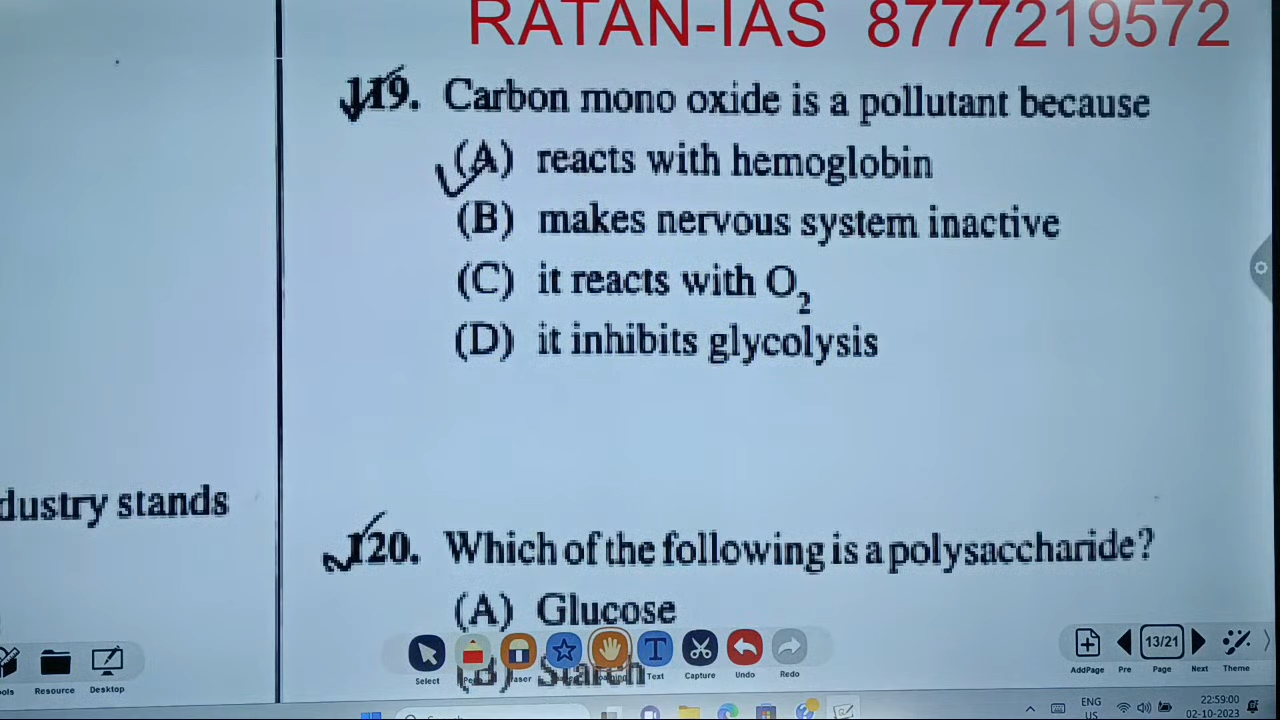 RATAN-IAS 8777219572
119. Carbon mono oxide is a pollutant because
(A) reacts with hemoglobin
(B) makes nervous system inactive
(C) it reacts with O2
(D) it inhibits glycolysis
dustry stands
120. Which of the following is a polysaccharide?
(A) Glucose
Starch
Resource
Desktop
Select
Text
Capture
Undo
Redo
AddPage
Pre
13/21
Page
Next
Theme
ENG
US
22:59:00
02-10-2023